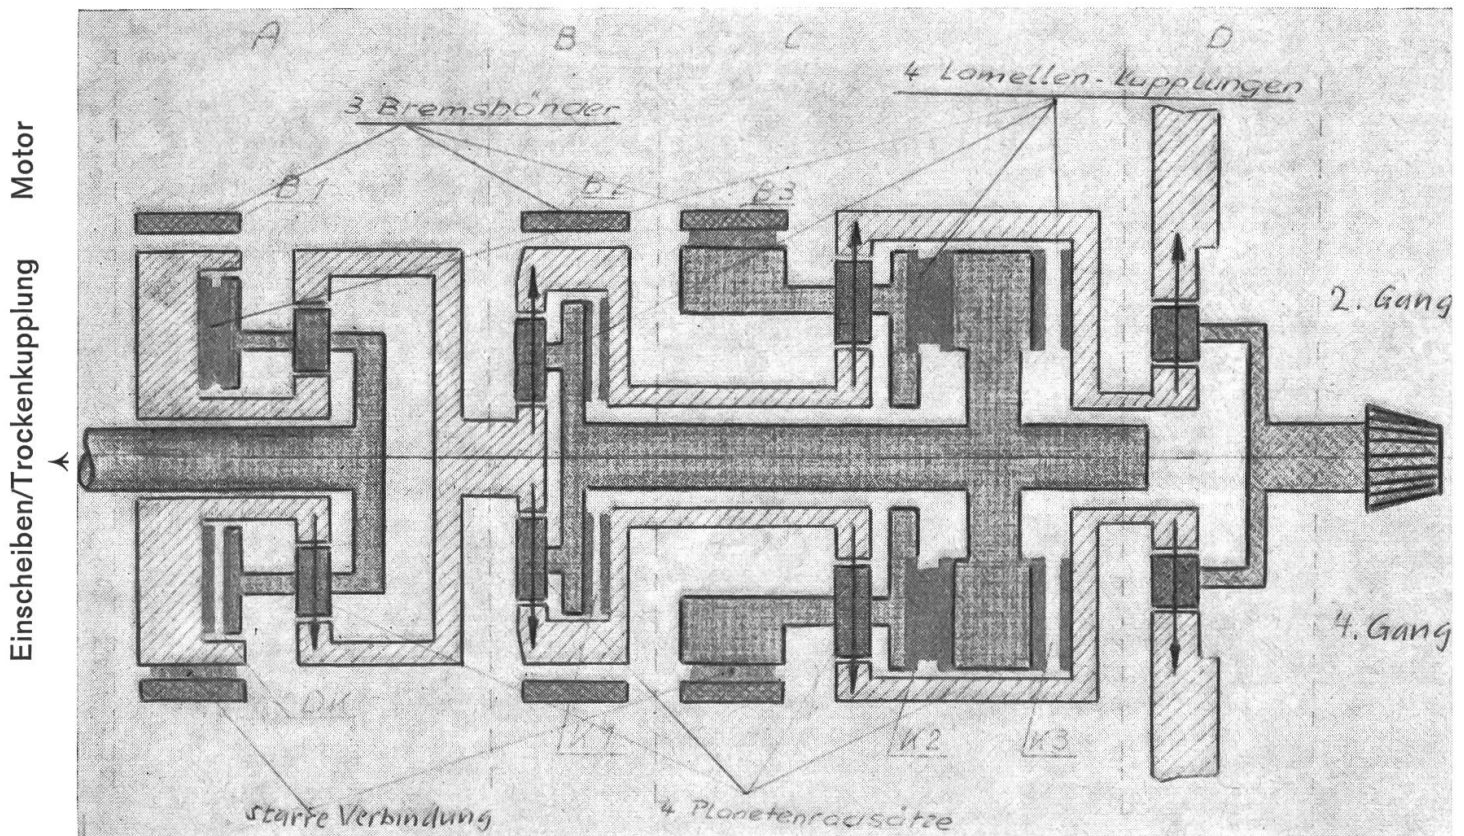 Einscheiben/Trockenkupplung Motor
A B C D
4 Lamellen-Kupplungen
3 Bremsbänder
B1 B2 B3
2. Gang
4. Gang
K1 K2 K3
starre Verbindung
4 Planetenradsätze